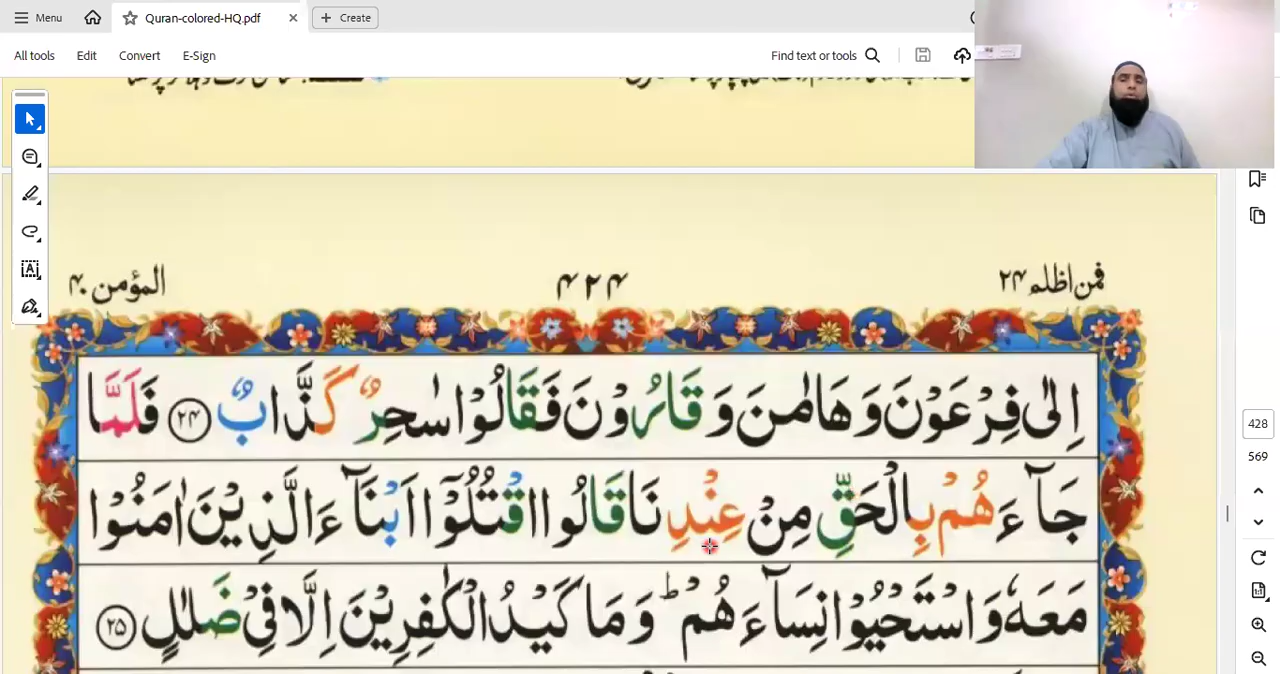 Menu
Quran-colored-HQ.pdf
Create
All tools
Edit
Convert
E-Sign
Find text or tools
فمن اظلم ۲۴
۴۲۴
المؤمن ۴۰
اِلٰى فِرْعَوْنَ وَ هَامٰنَ وَ قَارُوْنَ فَقَالُوْا سٰحِرٌ كَذَّابٌ ۲۴ فَلَمَّا
جَآءَهُمْ بِالْحَقِّ مِنْ عِنْدِنَا قَالُوا اقْتُلُوْۤا اَبْنَآءَ الَّذِيْنَ اٰمَنُوْا
مَعَهٗ وَ اسْتَحْيُوْا نِسَآءَهُمْ ؕ وَ مَا كَيْدُ الْكٰفِرِيْنَ اِلَّا فِيْ ضَلٰلٍ ۲۵
428
569